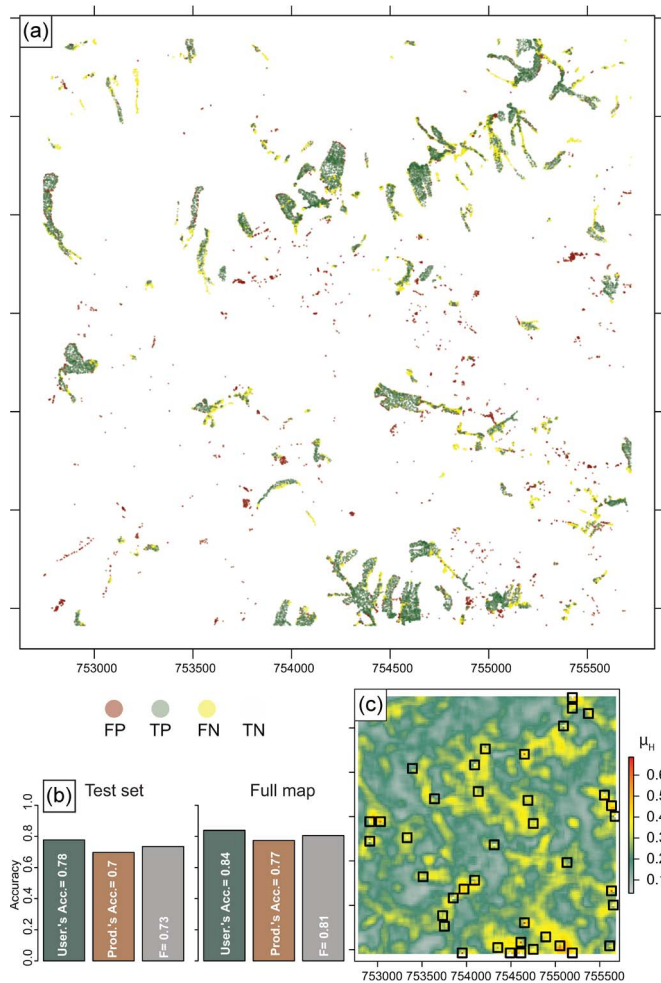 (a)
753000 753500 754000 754500 755000 755500
FP TP FN TN
(b)
Test set Full map
Accuracy
0.0 0.2 0.4 0.6 0.8 1.0
User.'s Acc.= 0.78
Prod.'s Acc.= 0.7
F= 0.73
User.'s Acc.= 0.84
Prod.'s Acc.= 0.77
F= 0.81
(c)
μH
0.6
0.5
0.4
0.3
0.2
0.1
753000 753500 754000 754500 755000 755500